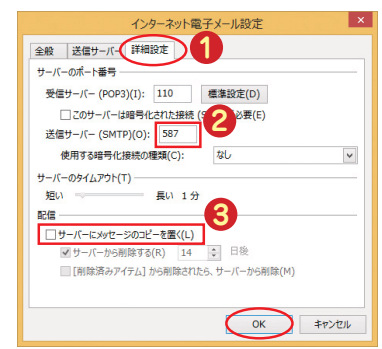 インターネット電子メール設定
×
全般 送信サーバー 詳細設定 1
サーバーのポート番号
受信サーバー (POP3)(I): 110 標準設定(D)
このサーバーは暗号化された接続 (S 必要(E)
2
送信サーバー (SMTP)(O): 587
使用する暗号化接続の種類(C): なし
サーバーのタイムアウト(T)
短い 長い 1 分
配信
3
サーバーにメッセージのコピーを置く(L)
サーバーから削除する(R) 14 日後
[削除済みアイテム] から削除されたら、サーバーから削除(M)
OK キャンセル